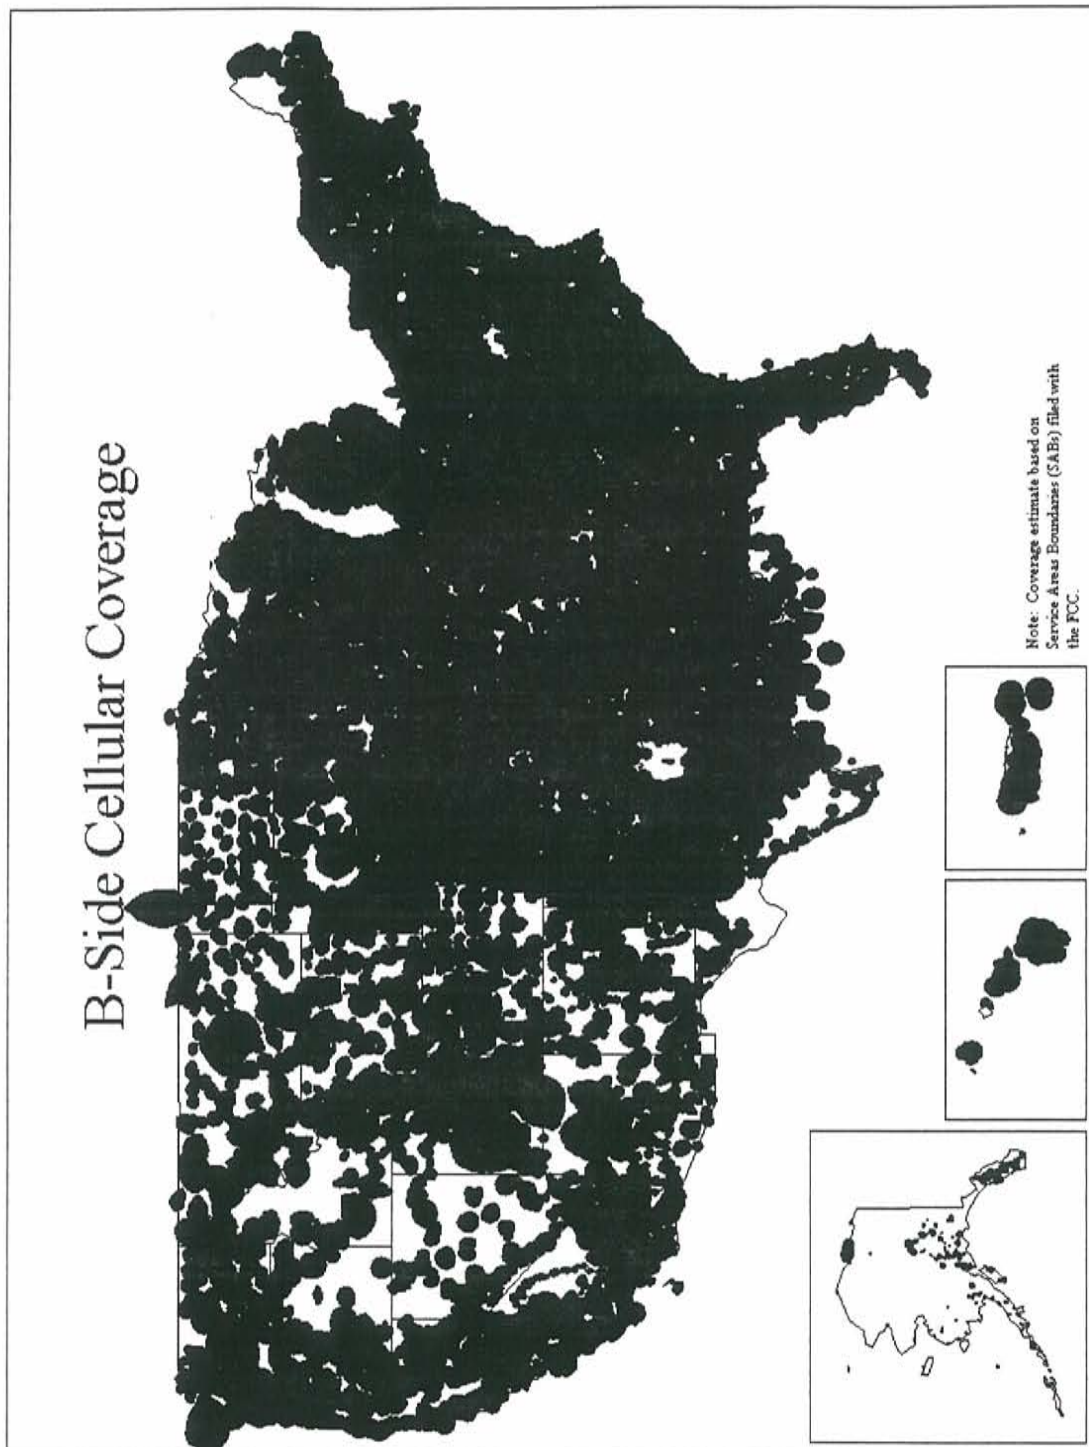 B-Side Cellular Coverage
Note: Coverage estimate based on
Service Areas Boundaries (SABs) filed with
the FCC.